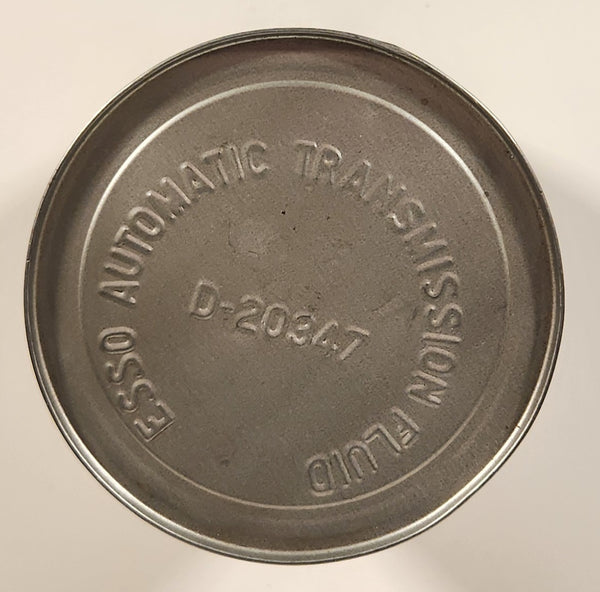 ESSO AUTOMATIC TRANSMISSION FLUID
D-20347